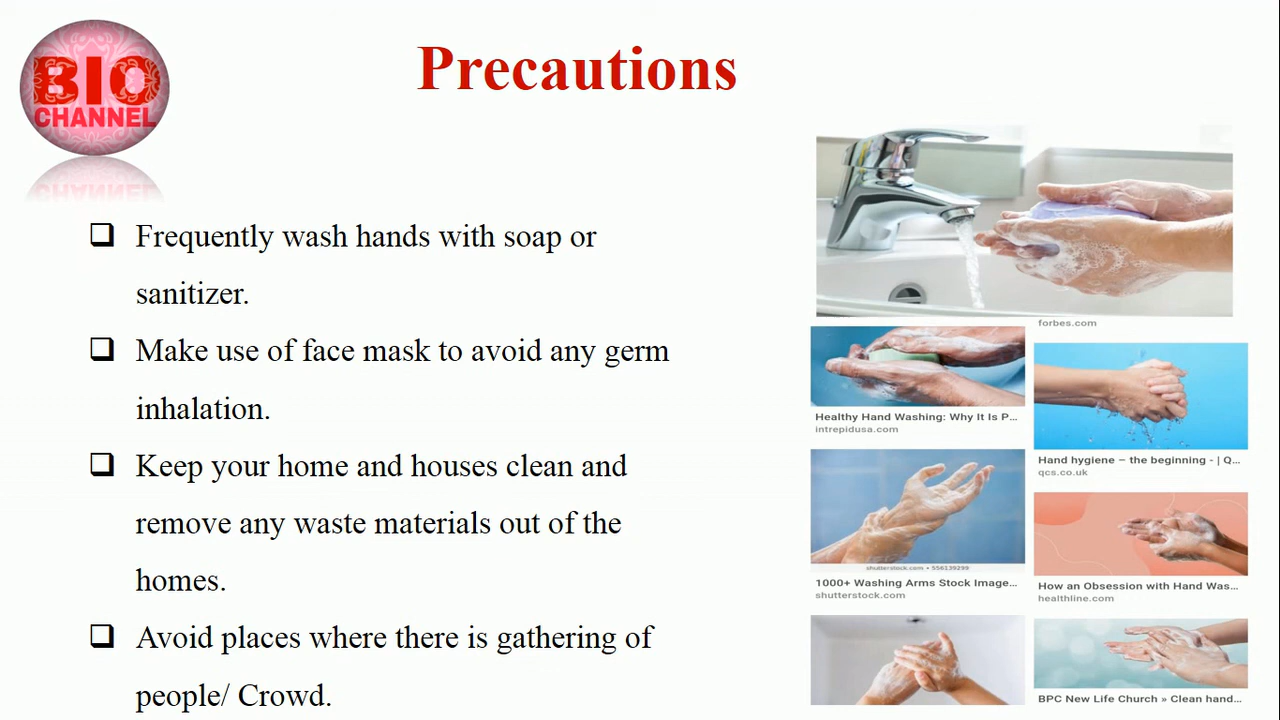 BIO
CHANNEL
Precautions
Frequently wash hands with soap or
sanitizer.
Make use of face mask to avoid any germ
inhalation.
Keep your home and houses clean and
remove any waste materials out of the
homes.
Avoid places where there is gathering of
people/ Crowd.
forbes.com
Healthy Hand Washing: Why It Is P...
intrepidusa.com
Hand hygiene – the beginning - | Q...
qcs.co.uk
shutterstock.com • 556139299
1000+ Washing Arms Stock Image...
shutterstock.com
How an Obsession with Hand Was...
healthline.com
BPC New Life Church » Clean hand...